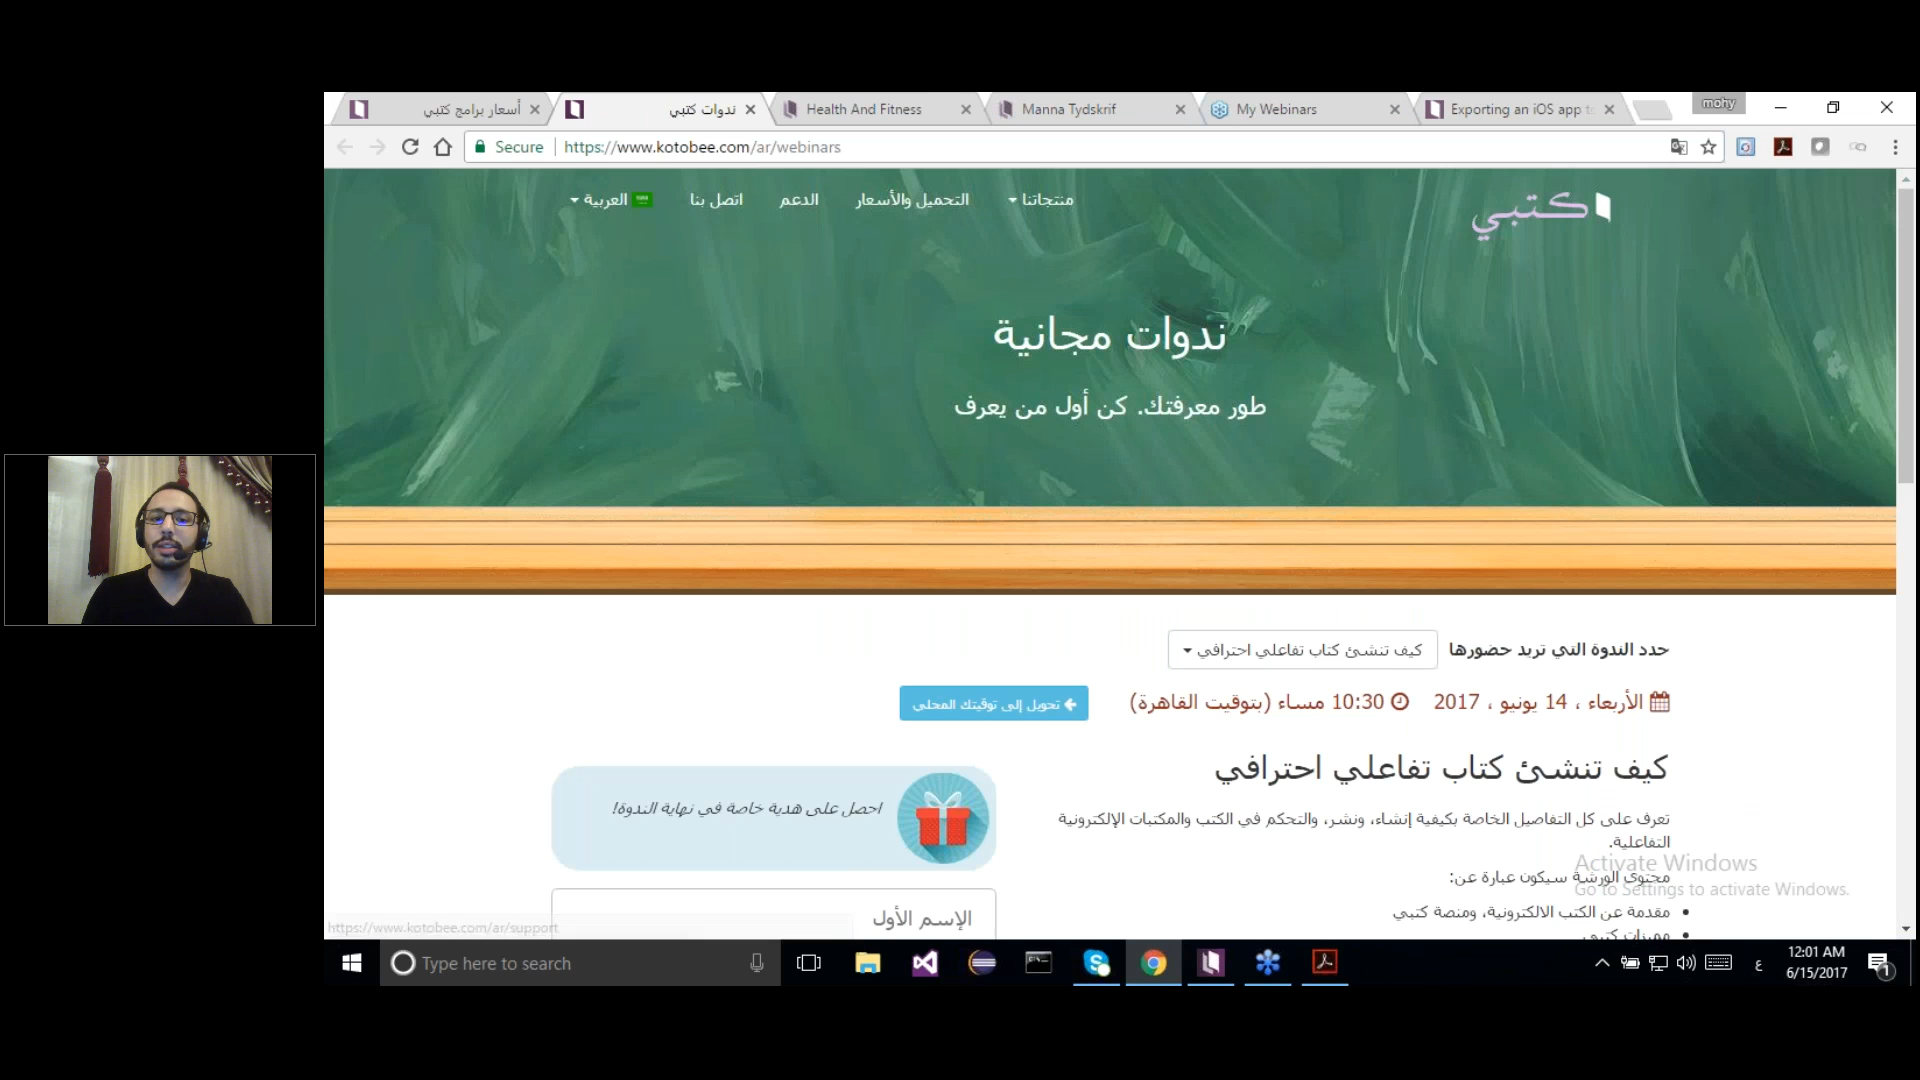 أسعار برامج كتبي
ندوات كتبي
Health And Fitness
Manna Tydskrif
My Webinars
Exporting an iOS app t
mohy
Secure
https://www.kotobee.com/ar/webinars
كتبي
منتجاتنا
التحميل والأسعار
الدعم
اتصل بنا
العربية
ندوات مجانية
طور معرفتك. كن أول من يعرف
حدد الندوة التي تريد حضورها
كيف تنشئ كتاب تفاعلي احترافي
الأربعاء ، 14 يونيو ، 2017
10:30 مساء (بتوقيت القاهرة)
تحويل إلى توقيتك المحلي
كيف تنشئ كتاب تفاعلي احترافي
تعرف على كل التفاصيل الخاصة بكيفية إنشاء، ونشر، والتحكم في الكتب والمكتبات الإلكترونية
التفاعلية.
محتوى الورشة سيكون عبارة عن:
مقدمة عن الكتب الالكترونية، ومنصة كتبي
مميزات كتبي
احصل على هدية خاصة في نهاية الندوة!
الإسم الأول
Activate Windows
Go to Settings to activate Windows.
https://www.kotobee.com/ar/support
Type here to search
ع
12:01 AM
6/15/2017
1